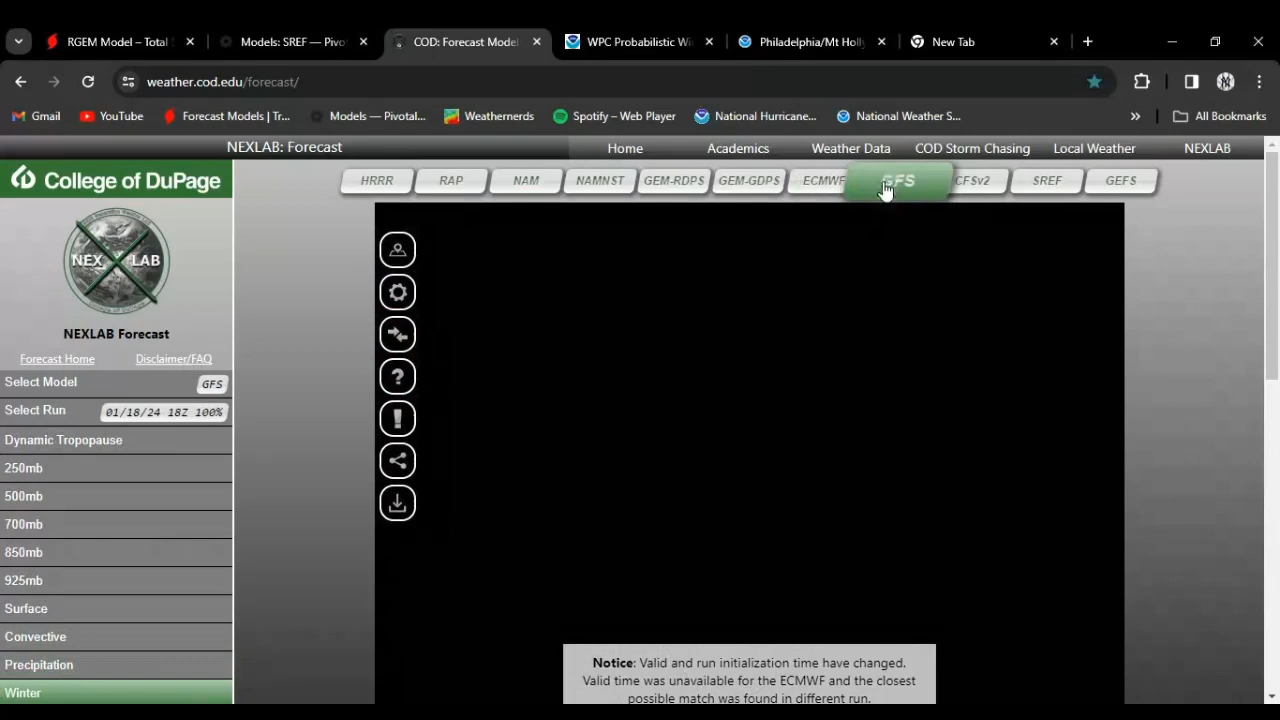 RGEM Model – Total
Models: SREF — Pivo
COD: Forecast Model
WPC Probabilistic Wi
Philadelphia/Mt Holly
New Tab
weather.cod.edu/forecast/
Gmail
YouTube
Forecast Models | Tr...
Models — Pivotal...
Weathernerds
Spotify – Web Player
National Hurricane...
National Weather S...
All Bookmarks
NEXLAB: Forecast
Home
Academics
Weather Data
COD Storm Chasing
Local Weather
NEXLAB
College of DuPage
HRRR
RAP
NAM
NAMNST
GEM-RDPS
GEM-GDPS
ECMWF
GFS
CFSv2
SREF
GEFS
NEX LAB
NEXLAB Forecast
Forecast Home
Disclaimer/FAQ
Select Model
GFS
Select Run
01/18/24 18Z 100%
Dynamic Tropopause
250mb
500mb
700mb
850mb
925mb
Surface
Convective
Precipitation
Winter
Notice: Valid and run initialization time have changed.
Valid time was unavailable for the ECMWF and the closest
possible match was found in different run.